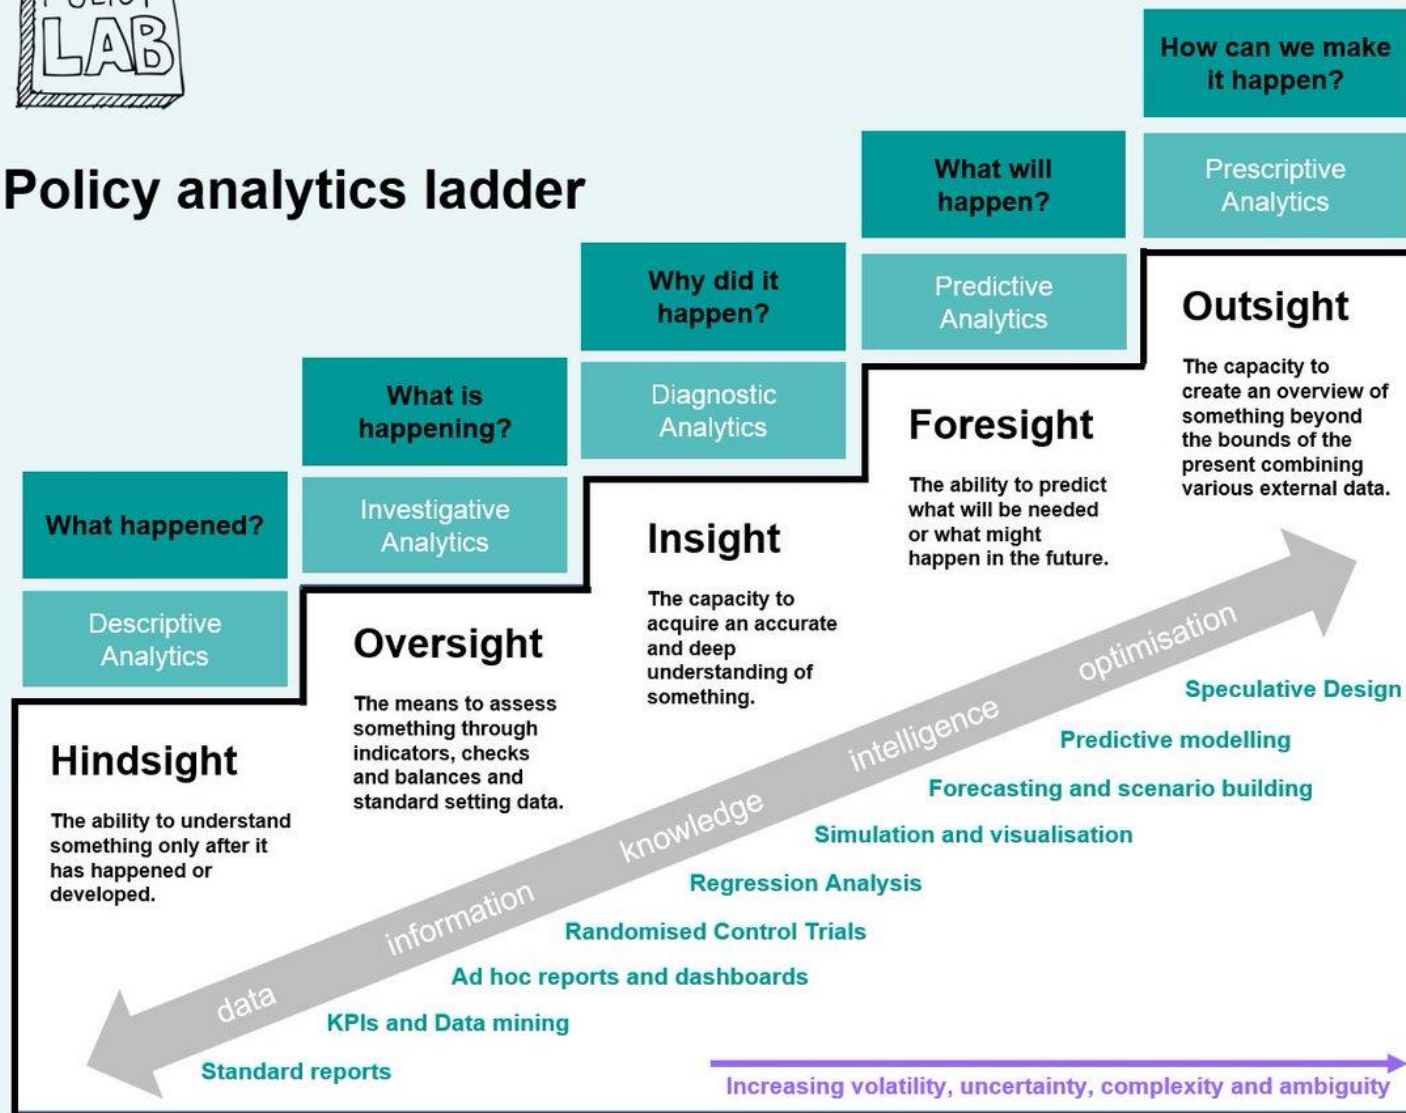 POLICY
LAB
Policy analytics ladder
How can we make
it happen?
Prescriptive
Analytics
What will
happen?
Predictive
Analytics
Why did it
happen?
Diagnostic
Analytics
What is
happening?
Investigative
Analytics
What happened?
Descriptive
Analytics
Hindsight
The ability to understand
something only after it
has happened or
developed.
Oversight
The means to assess
something through
indicators, checks
and balances and
standard setting data.
Insight
The capacity to
acquire an accurate
and deep
understanding of
something.
Foresight
The ability to predict
what will be needed
or what might
happen in the future.
Outsight
The capacity to
create an overview of
something beyond
the bounds of the
present combining
various external data.
data
information
knowledge
intelligence
optimisation
Speculative Design
Predictive modelling
Forecasting and scenario building
Simulation and visualisation
Regression Analysis
Randomised Control Trials
Ad hoc reports and dashboards
KPIs and Data mining
Standard reports
Increasing volatility, uncertainty, complexity and ambiguity